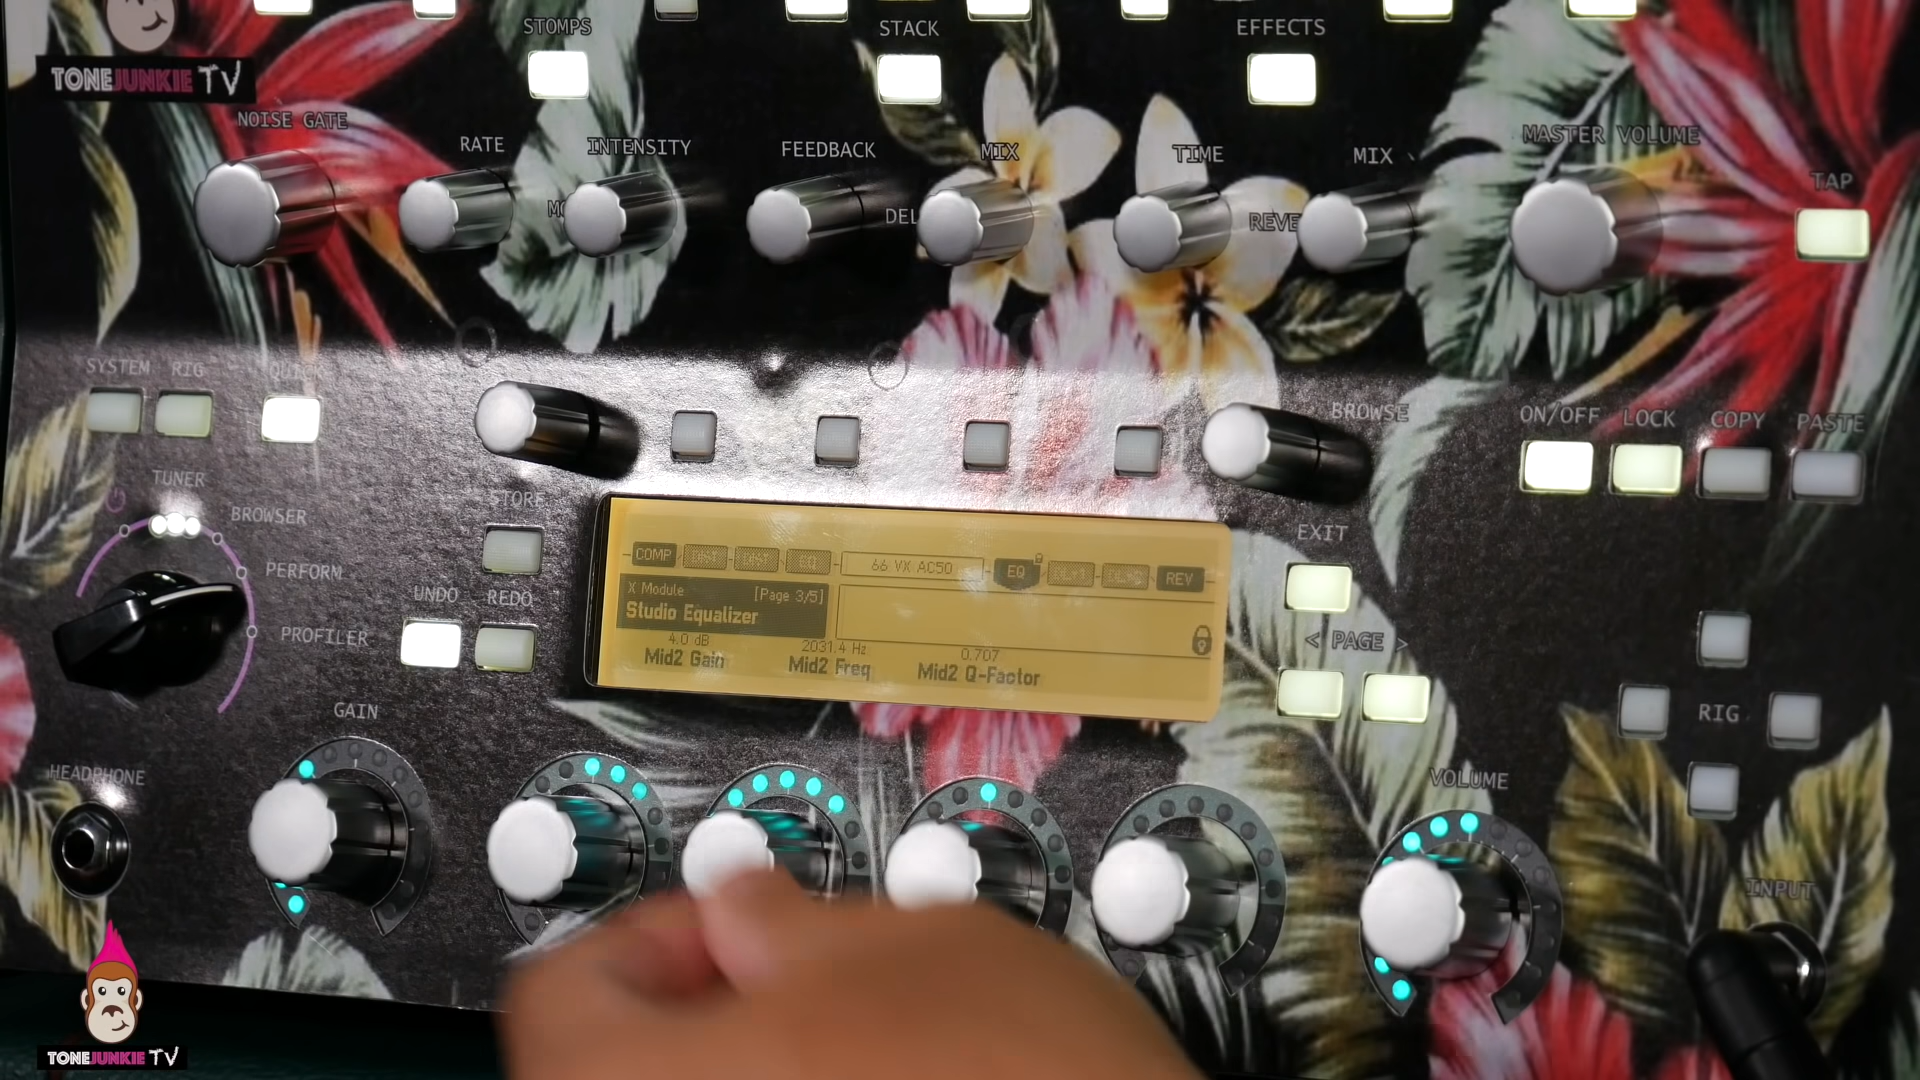 STOMPS
STACK
EFFECTS
TONEJUNKIE TV
NOISE GATE
RATE
INTENSITY
FEEDBACK
MIX
TIME
MIX
MASTER VOLUME
TAP
DEL
REVE
SYSTEM
RIG
QUICK
BROWSE
ON/OFF
LOCK
COPY
PASTE
TUNER
BROWSER
PERFORM
PROFILER
STORE
UNDO
REDO
EXIT
< PAGE >
COMP
DIST
DIST
EQ
66 VX AC50
EQ
REV
X Module
[Page 3/5]
Studio Equalizer
4.0 dB
2031.4 Hz
0.707
Mid2 Gain
Mid2 Freq
Mid2 Q-Factor
RIG
GAIN
VOLUME
HEADPHONE
INPUT
TONEJUNKIE TV